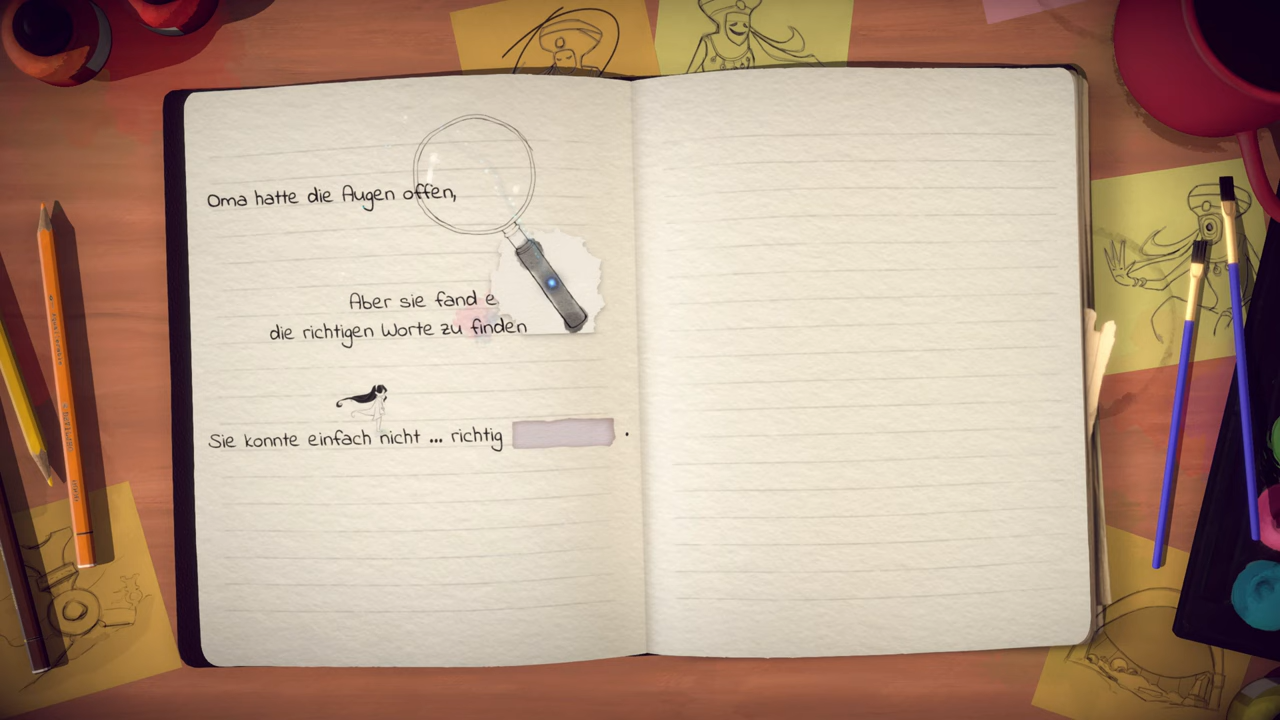 Oma hatte die Augen offen,
Aber sie fand e
die richtigen Worte zu finden
Sie konnte einfach nicht ... richtig .